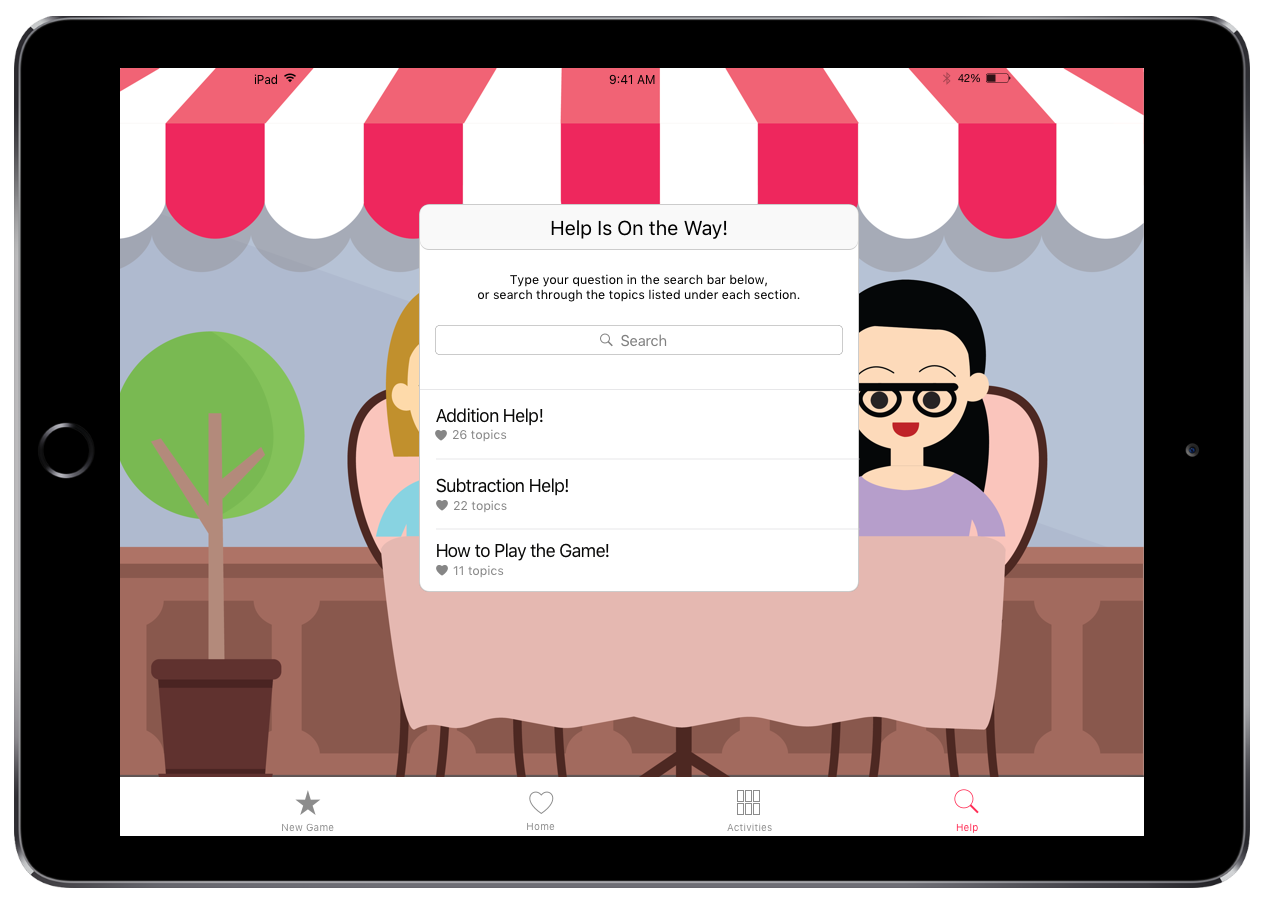 iPad 9:41 AM 42%
Help Is On the Way!
Type your question in the search bar below,
or search through the topics listed under each section.
Search
Addition Help!
26 topics
Subtraction Help!
22 topics
How to Play the Game!
11 topics
New Game Home Activities Help